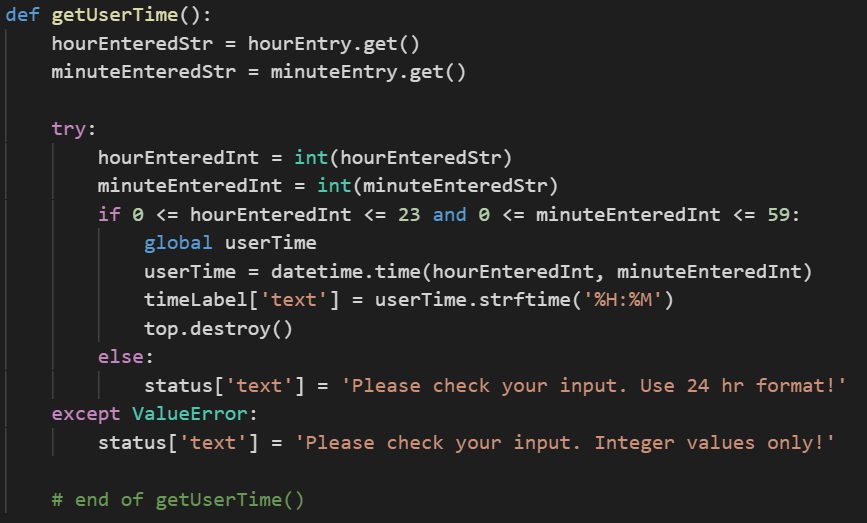 def getUserTime():
    hourEnteredStr = hourEntry.get()
    minuteEnteredStr = minuteEntry.get()

    try:
        hourEnteredInt = int(hourEnteredStr)
        minuteEnteredInt = int(minuteEnteredStr)
        if 0 <= hourEnteredInt <= 23 and 0 <= minuteEnteredInt <= 59:
            global userTime
            userTime = datetime.time(hourEnteredInt, minuteEnteredInt)
            timeLabel['text'] = userTime.strftime('%H:%M')
            top.destroy()
        else:
            status['text'] = 'Please check your input. Use 24 hr format!'
    except ValueError:
        status['text'] = 'Please check your input. Integer values only!'

    # end of getUserTime()